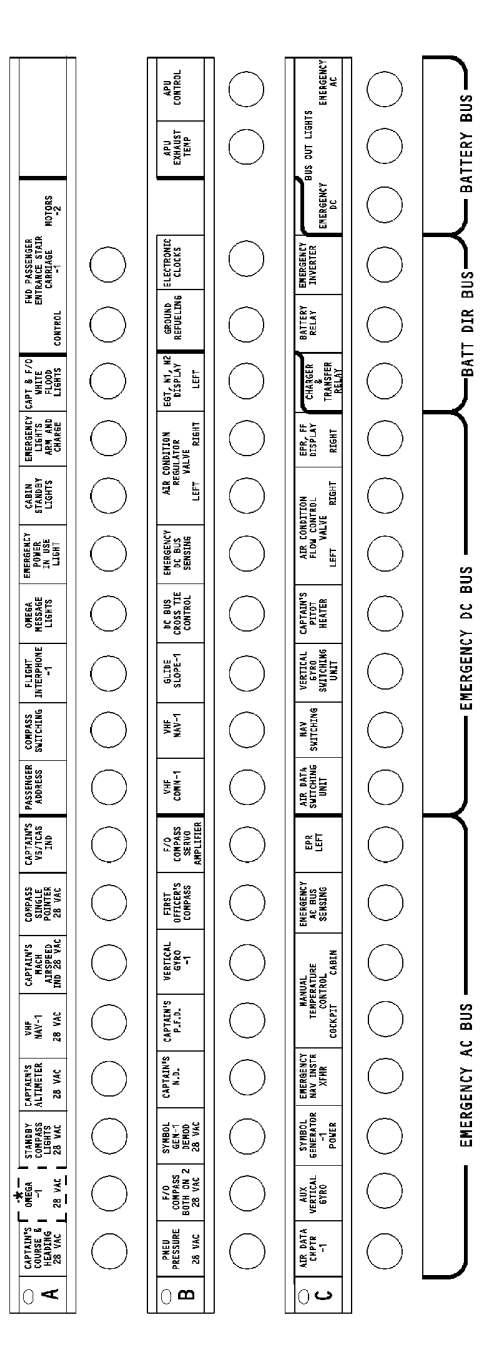 A
CAPTAIN'S
COURSE &
HEADING
28 VAC
*
OMEGA
-1
28 VAC
STANDBY
COMPASS
LIGHTS
28 VAC
CAPTAIN'S
ALTIMETER
28 VAC
VHF
NAV-1
28 VAC
CAPTAIN'S
MACH
AIRSPEED
IND 28 VAC
COMPASS
SINGLE
POINTER
28 VAC
CAPTAIN'S
VS/TCAS
IND
PASSENGER
ADDRESS
COMPASS
SWITCHING
FLIGHT
INTERPHONE
-1
OMEGA
MESSAGE
LIGHTS
EMERGENCY
POWER
IN USE
LIGHT
CABIN
STANDBY
LIGHTS
EMERGENCY
LIGHTS
ARM AND
CHARGE
CAPT & F/O
WHITE
FLOOD
LIGHTS
FWD PASSENGER
ENTRANCE STAIR
CARRIAGE
-1
CONTROL
MOTORS
-2
B
PNEU
PRESSURE
28 VAC
F/O
COMPASS
BOTH ON 2
28 VAC
SYMBOL
GEN-1
DEMOD
28 VAC
CAPTAIN'S
N.D.
CAPTAIN'S
P.F.D.
VERTICAL
GYRO
-1
FIRST
OFFICER'S
COMPASS
F/O
COMPASS
SERVO
AMPLIFIER
VHF
COMM-1
VHF
NAV-1
GLIDE
SLOPE-1
DC BUS
CROSS TIE
CONTROL
EMERGENCY
DC BUS
SENSING
AIR CONDITION
REGULATOR
VALVE
LEFT RIGHT
EGT, N1, N2
DISPLAY
LEFT
GROUND
REFUELING
ELECTRONIC
CLOCKS
APU
EXHAUST
TEMP
APU
CONTROL
C
AIR DATA
CMPTR
-1
AUX
VERTICAL
GYRO
SYMBOL
GENERATOR
-1
POWER
EMERGENCY
NAV INSTR
XFMR
MANUAL
TEMPERATURE
CONTROL
COCKPIT CABIN
EMERGENCY
AC BUS
SENSING
EPR
LEFT
AIR DATA
SWITCHING
UNIT
NAV
SWITCHING
VERTICAL
GYRO
SWITCHING
UNIT
CAPTAIN'S
PITOT
HEATER
AIR CONDITION
FLOW CONTROL
VALVE
LEFT RIGHT
EPR, FF
DISPLAY
RIGHT
CHARGER
&
TRANSFER
RELAY
BATTERY
RELAY
EMERGENCY
INVERTER
BUS OUT LIGHTS
EMERGENCY
DC
EMERGENCY
AC
EMERGENCY AC BUS
EMERGENCY DC BUS
BATT DIR BUS
BATTERY BUS